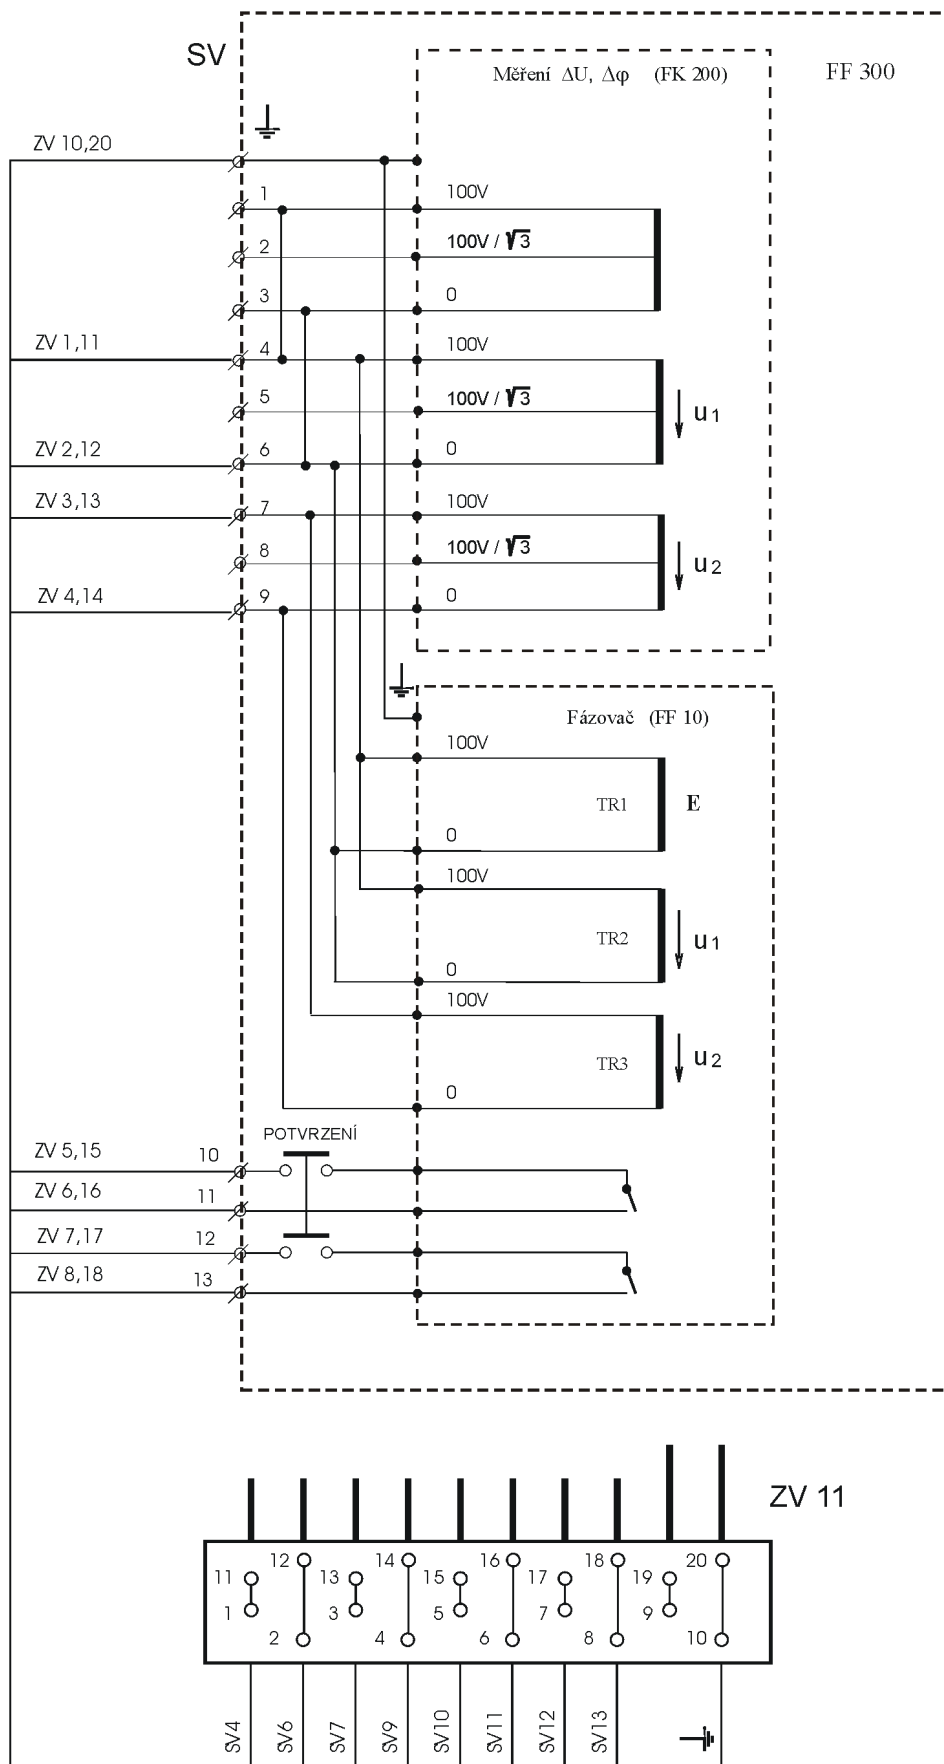 SV
Měření ΔU, Δφ (FK 200)
FF 300
ZV 10,20
1
100V
2
100V / √3
3
0
ZV 1,11
4
100V
5
100V / √3
u1
ZV 2,12
6
0
ZV 3,13
7
100V
8
100V / √3
u2
ZV 4,14
9
0
Fázovač (FF 10)
100V
TR1
E
0
100V
TR2
u1
0
100V
TR3
u2
0
POTVRZENÍ
ZV 5,15
10
ZV 6,16
11
ZV 7,17
12
ZV 8,18
13
ZV 11
12 14 16 18 20
11 13 15 17 19
1 3 5 7 9
2 4 6 8 10
SV4
SV6
SV7
SV9
SV10
SV11
SV12
SV13